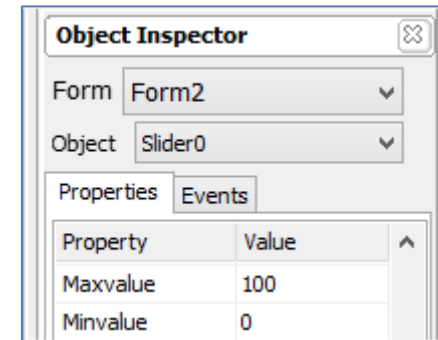 Object Inspector
Form Form2
Object Slider0
Properties Events
Property Value
Maxvalue 100
Minvalue 0